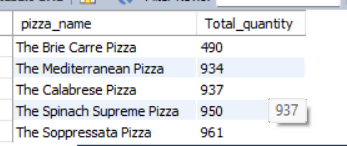 pizza_name Total_quantity
The Brie Carre Pizza 490
The Mediterranean Pizza 934
The Calabrese Pizza 937
The Spinach Supreme Pizza 950 937
The Soppressata Pizza 961